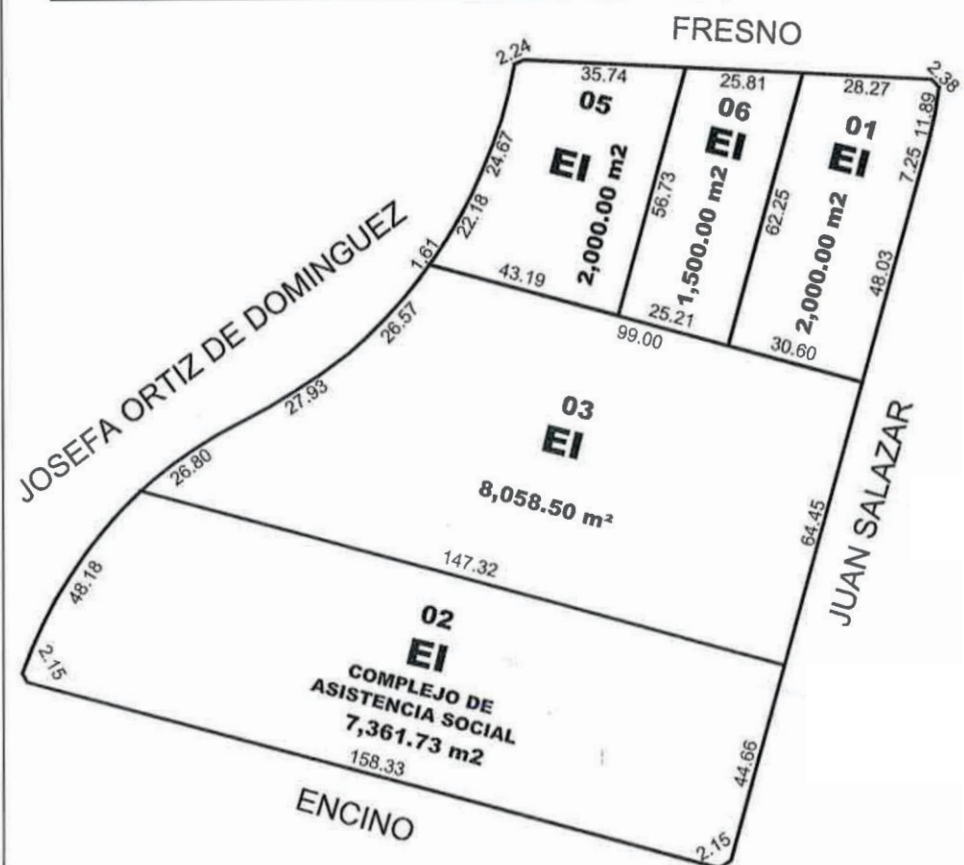 FRESNO
2.24
35.74
25.81
28.27
2.38
05
EI
2,000.00 m2
06
EI
1,500.00 m2
01
EI
2,000.00 m2
11.89
7.25
48.03
24.67
22.18
1.61
56.73
62.25
43.19
25.21
30.60
99.00
JOSEFA ORTIZ DE DOMINGUEZ
26.57
27.93
26.80
03
EI
8,058.50 m²
64.45
JUAN SALAZAR
147.32
48.18
2.15
02
EI
COMPLEJO DE
ASISTENCIA SOCIAL
7,361.73 m2
158.33
44.66
2.15
ENCINO